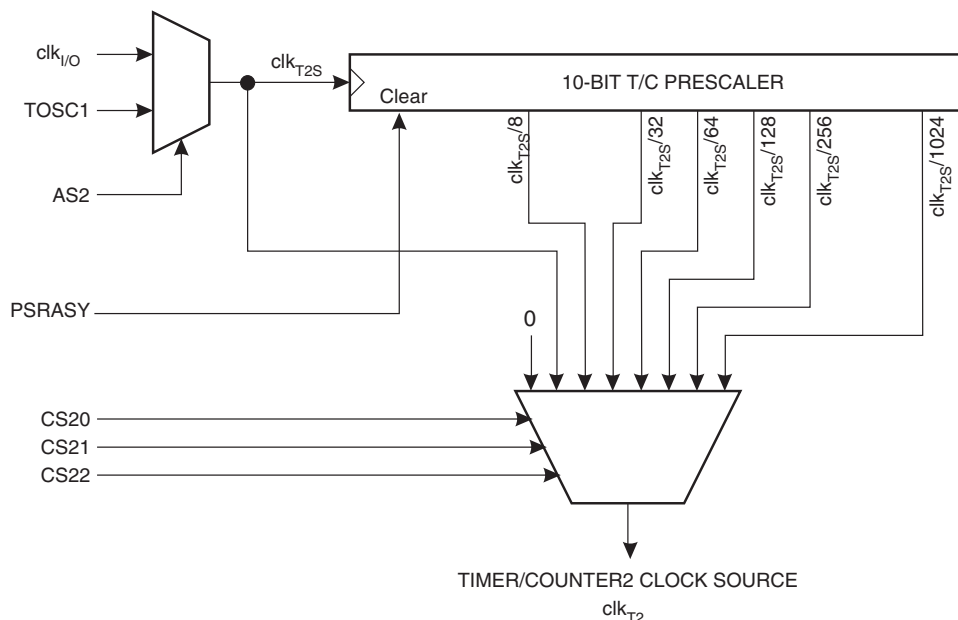 clkI/O
clkT2S
10-BIT T/C PRESCALER
TOSC1
Clear
clkT2S/8
clkT2S/32
clkT2S/64
clkT2S/128
clkT2S/256
clkT2S/1024
AS2
PSRASY
0
CS20
CS21
CS22
TIMER/COUNTER2 CLOCK SOURCE
clkT2